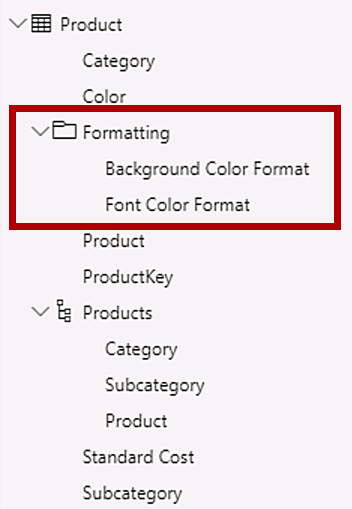 Product
Category
Color
Formatting
Background Color Format
Font Color Format
Product
ProductKey
Products
Category
Subcategory
Product
Standard Cost
Subcategory